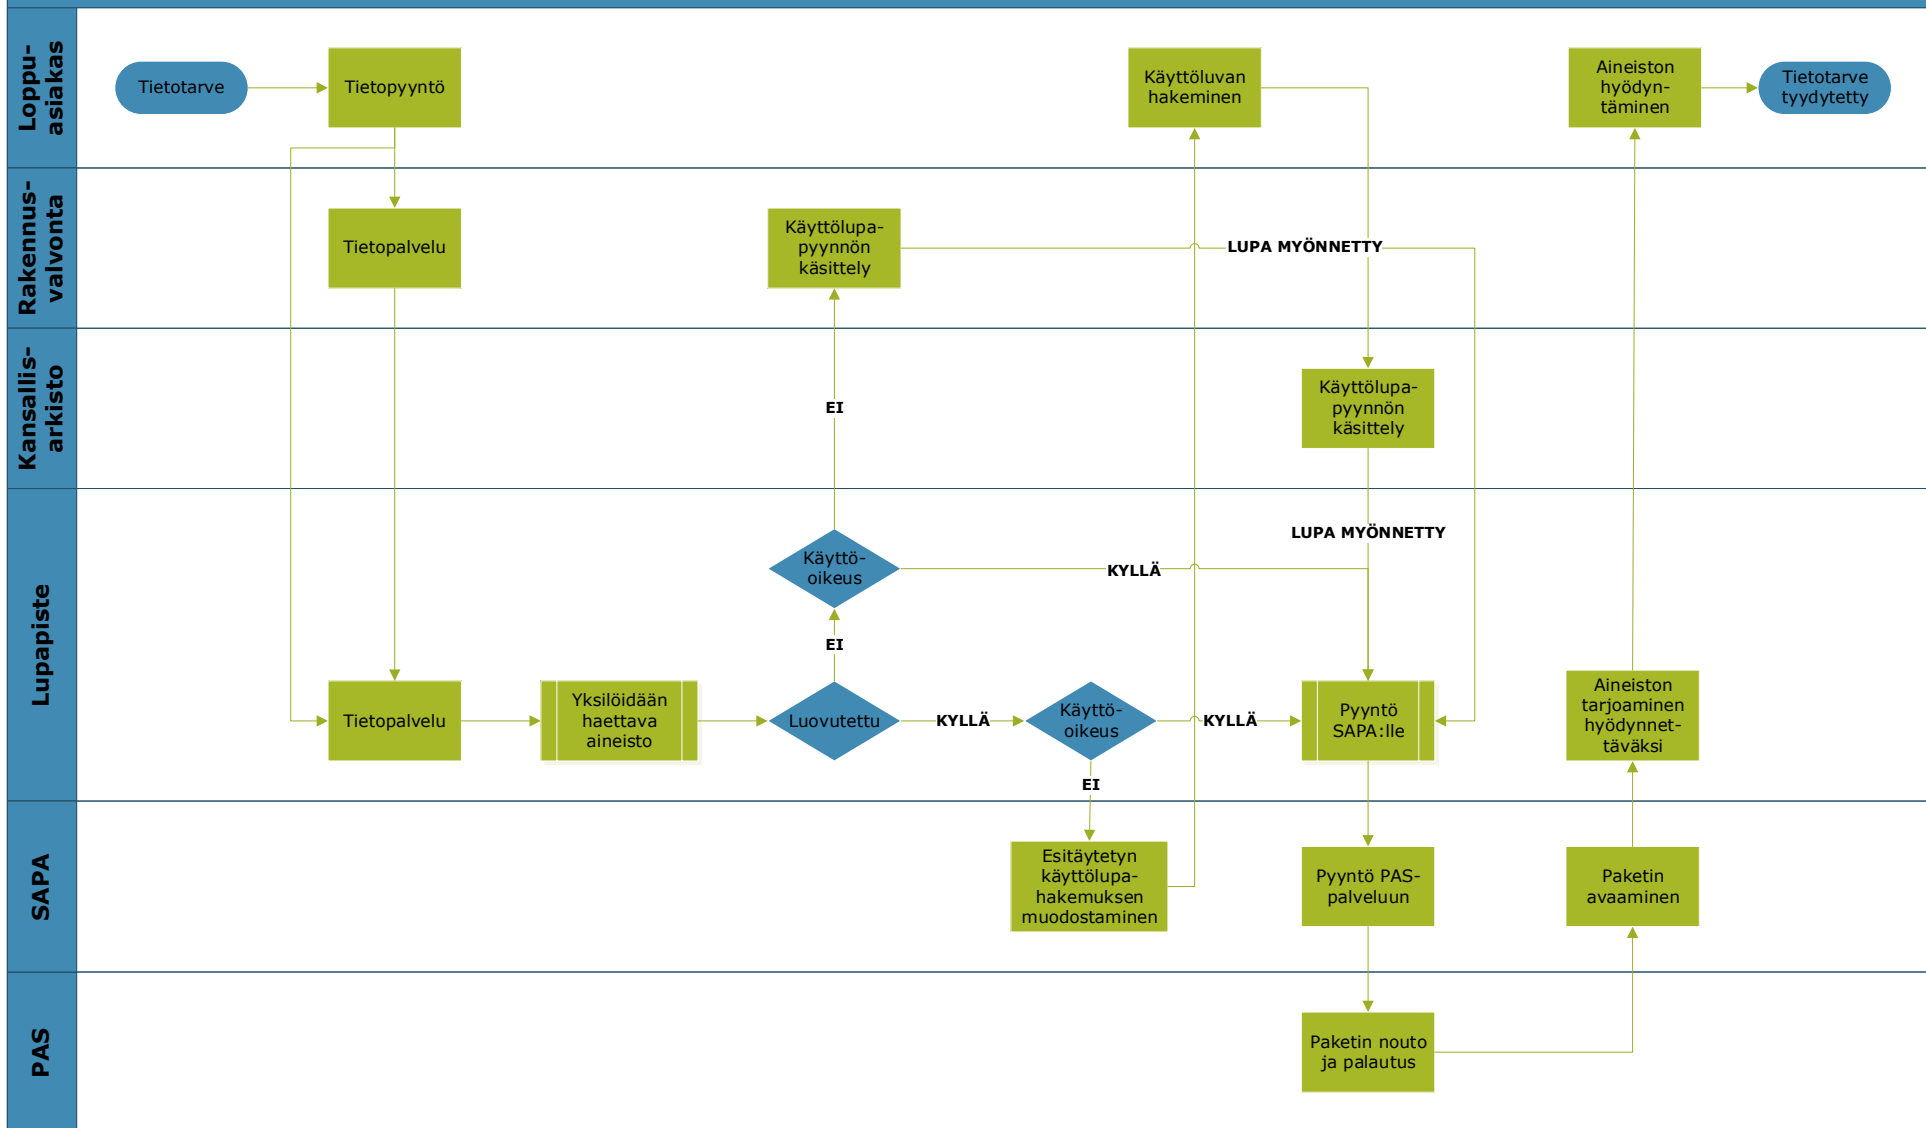 Loppu-
asiakas
Tietotarve
Tietopyyntö
Käyttöluvan
hakeminen
Aineiston
hyödyn-
täminen
Tietotarve
tyydytetty
Rakennus-
valvonta
Tietopalvelu
Käyttölupa-
pyynnön
käsittely
LUPA MYÖNNETTY
Kansallis-
arkisto
EI
Käyttölupa-
pyynnön
käsittely
Lupapiste
LUPA MYÖNNETTY
Käyttö-
oikeus
KYLLÄ
EI
Tietopalvelu
Yksilöidään
haettava
aineisto
Luovutettu
KYLLÄ
Käyttö-
oikeus
KYLLÄ
Pyyntö
SAPA:lle
Aineiston
tarjoaminen
hyödynnet-
täväksi
EI
SAPA
Esitäytetyn
käyttölupa-
hakemuksen
muodostaminen
Pyyntö PAS-
palveluun
Paketin
avaaminen
PAS
Paketin nouto
ja palautus